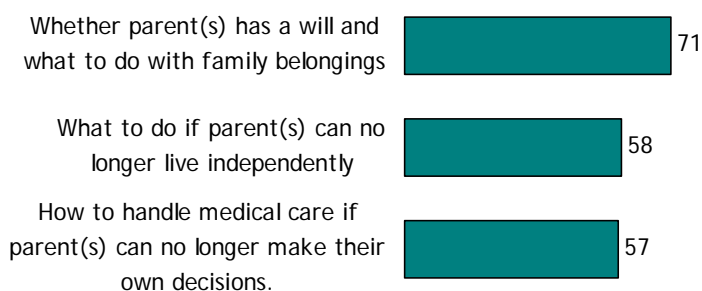 Whether parent(s) has a will and
what to do with family belongings
71
What to do if parent(s) can no
longer live independently
58
How to handle medical care if
parent(s) can no longer make their
own decisions.
57